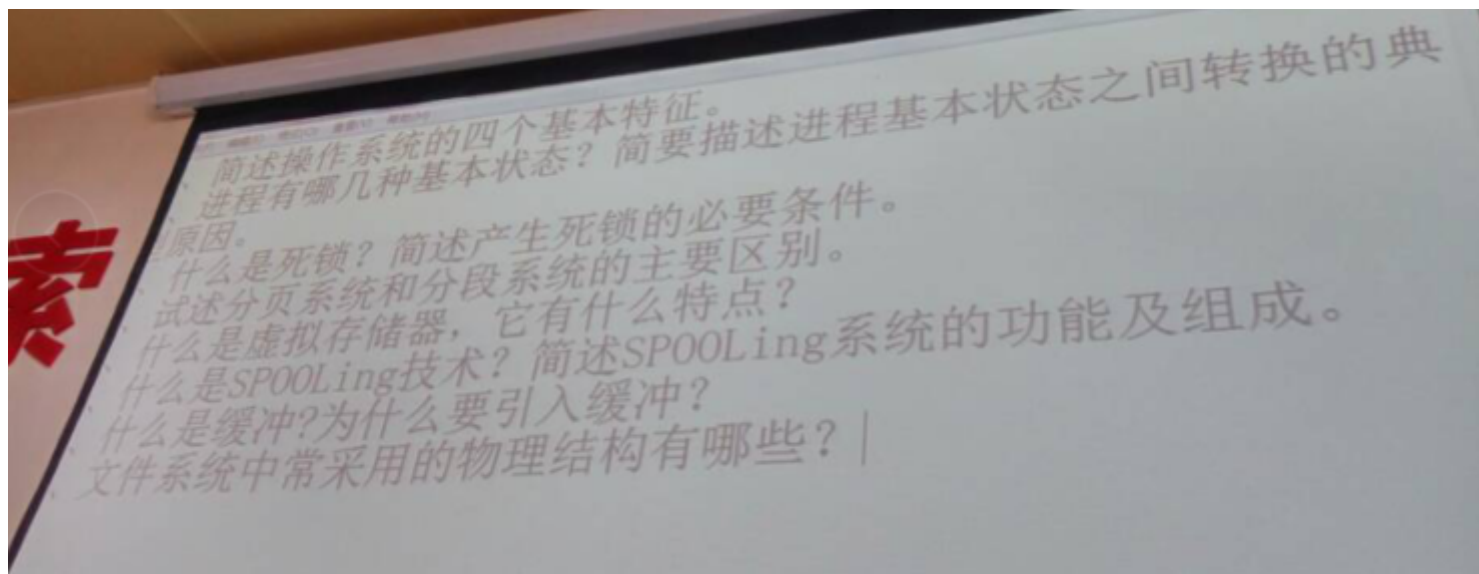 简述操作系统的四个基本特征。
、进程有哪几种基本状态？简要描述进程基本状态之间转换的典
原因。
、什么是死锁？简述产生死锁的必要条件。
、试述分页系统和分段系统的主要区别。
、什么是虚拟存储器，它有什么特点？
、什么是SPOOLing技术？简述SPOOLing系统的功能及组成。
、什么是缓冲?为什么要引入缓冲？
、文件系统中常采用的物理结构有哪些？
索